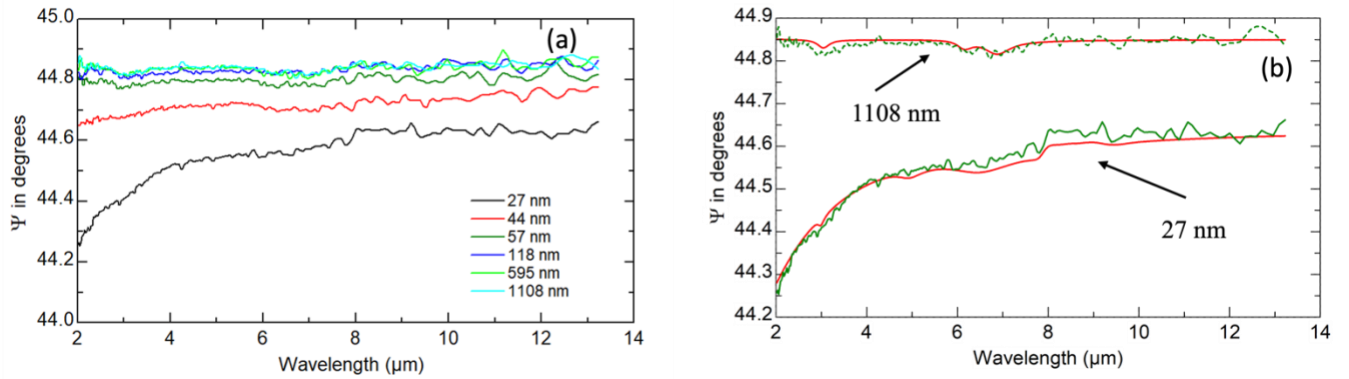 45.0
(a)
44.8
44.6
44.4
44.2
44.0
Ψ in degrees
27 nm
44 nm
57 nm
118 nm
595 nm
1108 nm
2 4 6 8 10 12 14
Wavelength (μm)
44.9
44.8
44.7
44.6
44.5
44.4
44.3
44.2
Ψ in degrees
(b)
1108 nm
27 nm
2 4 6 8 10 12 14
Wavelength (μm)